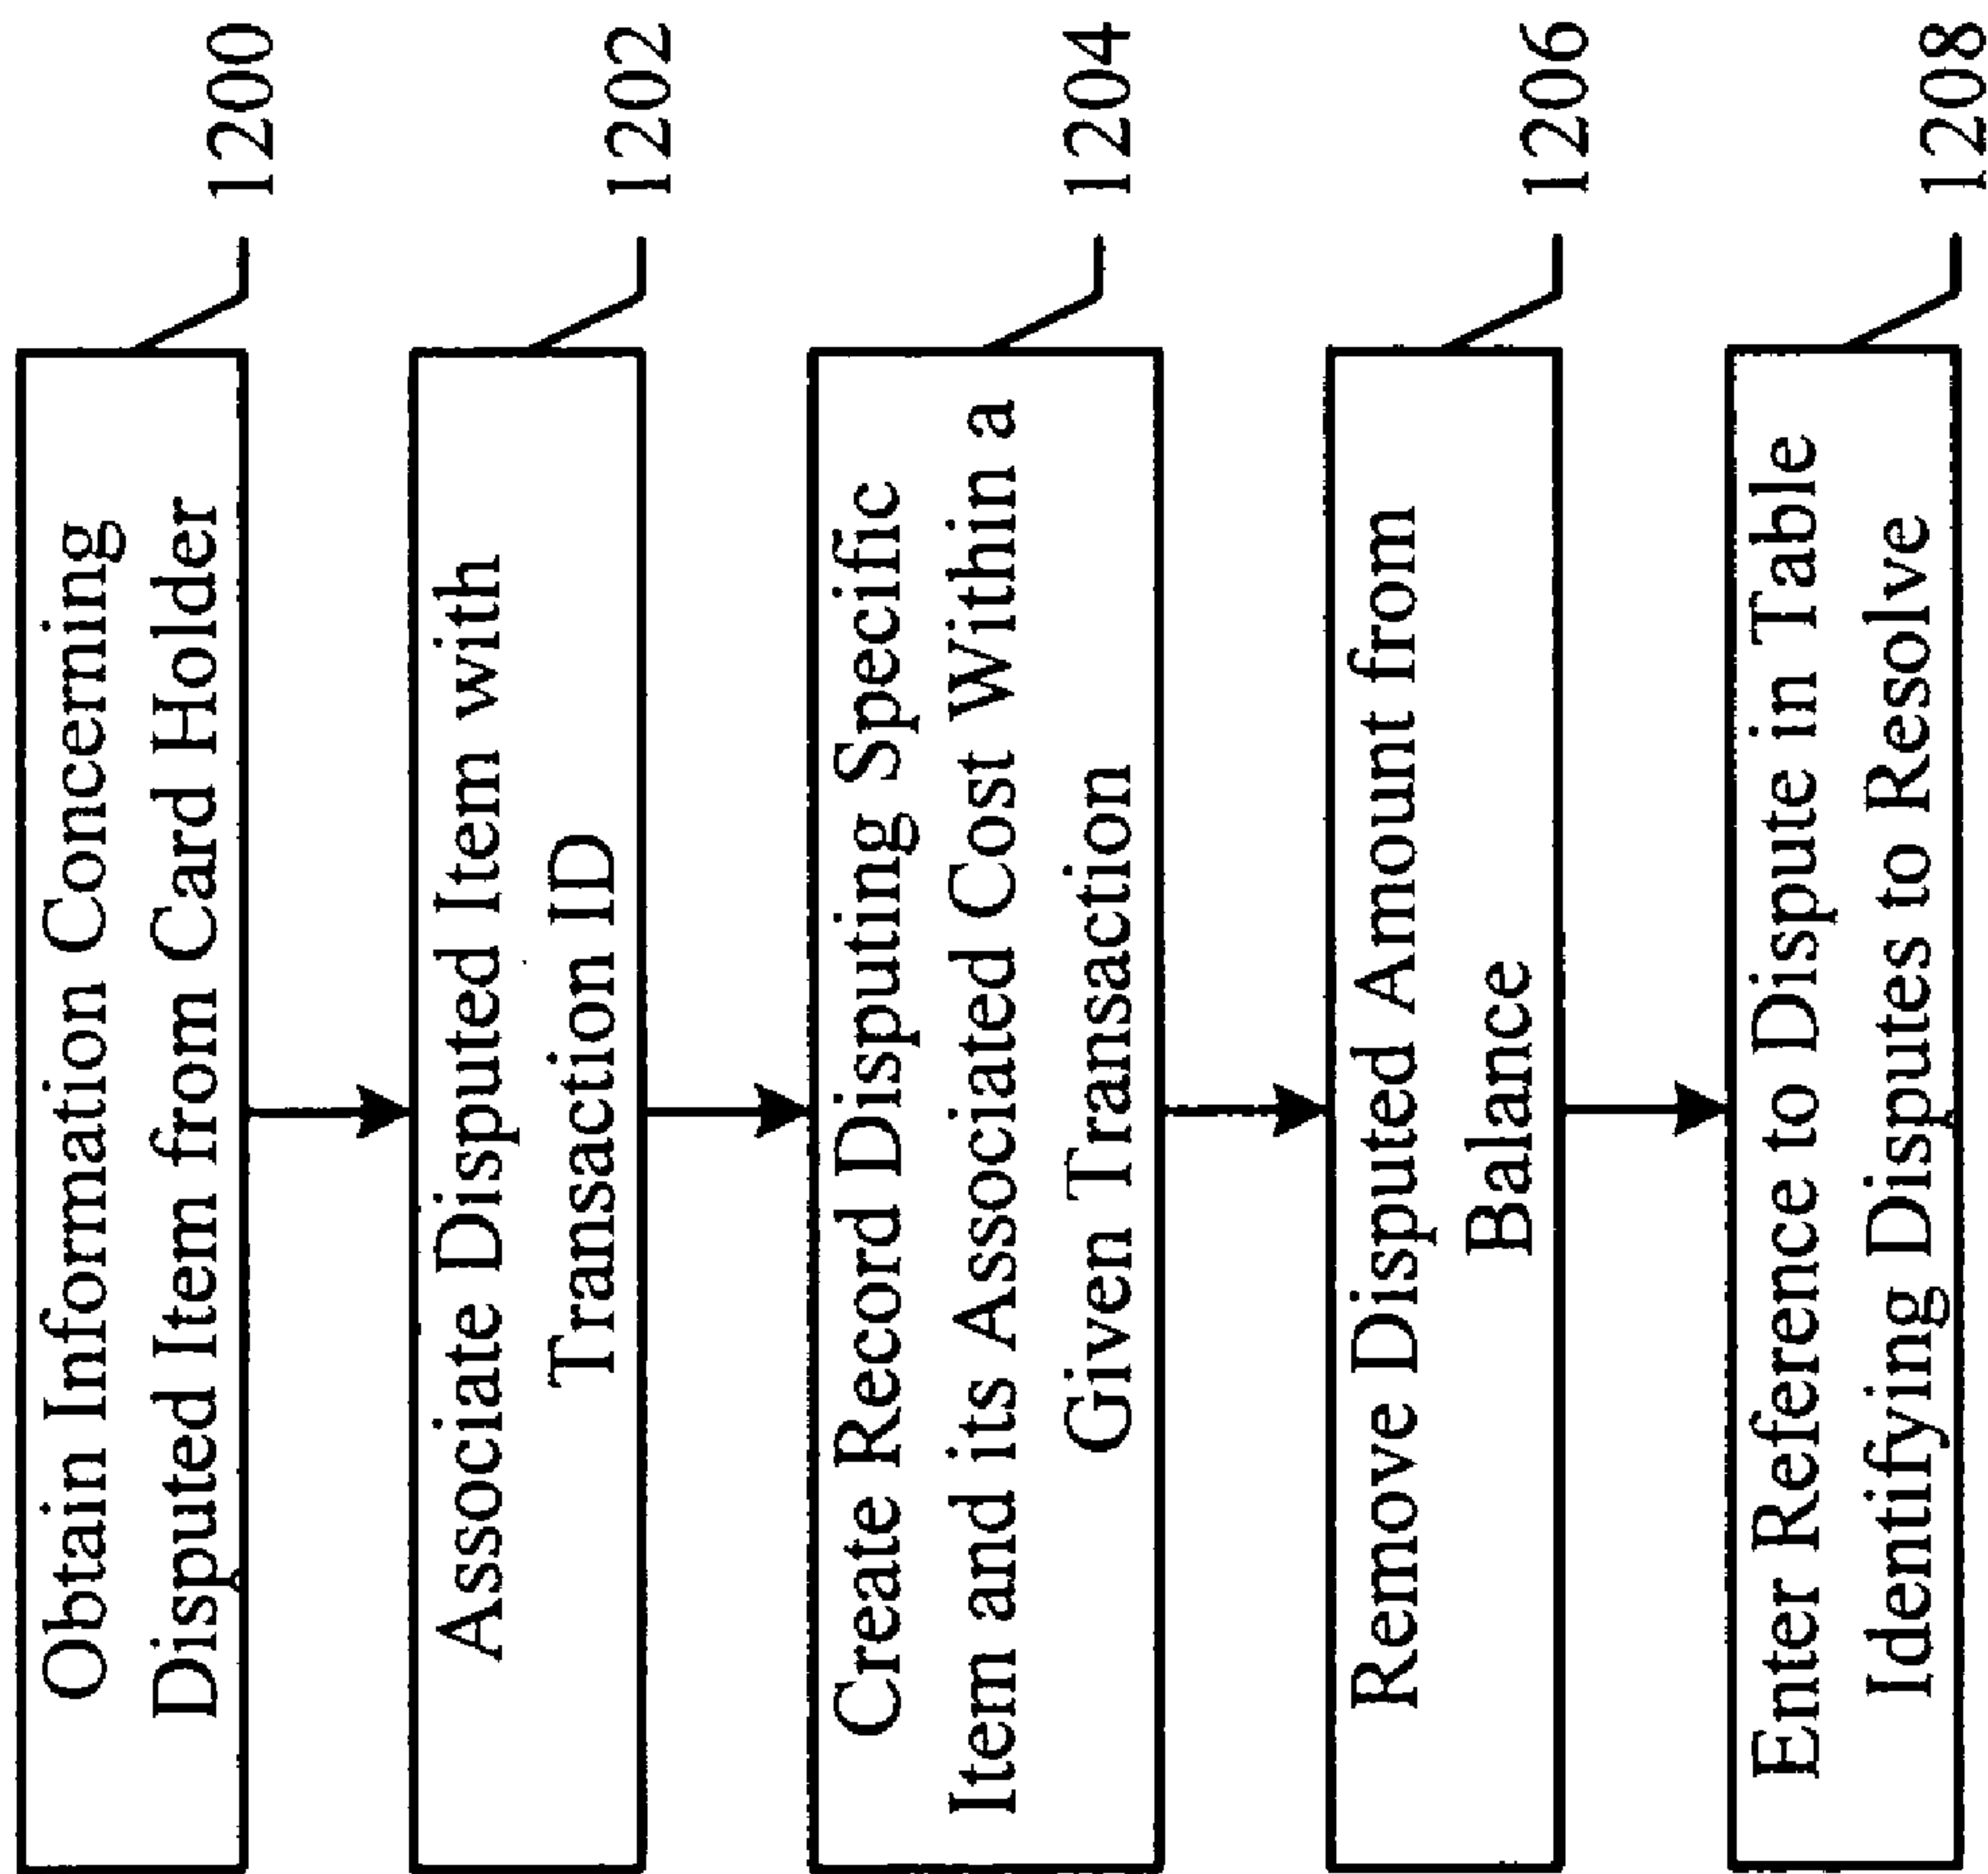 Obtain Information Concerning
Disputed Item from Card Holder
1200
Associate Disputed Item with
Transaction ID
1202
Create Record Disputing Specific
Item and its Associated Cost Within a
Given Transaction
1204
Remove Disputed Amount from
Balance
1206
Enter Reference to Dispute in Table
Identifying Disputes to Resolve
1208